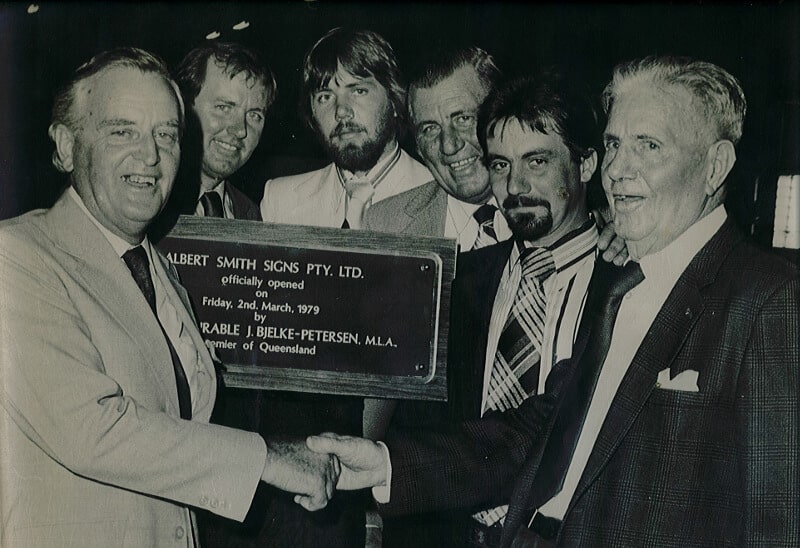 ALBERT SMITH SIGNS PTY. LTD.
officially opened
on
Friday, 2nd. March, 1979
by
URABLE J. BJELKE-PETERSEN, M.L.A.,
emier of Queensland